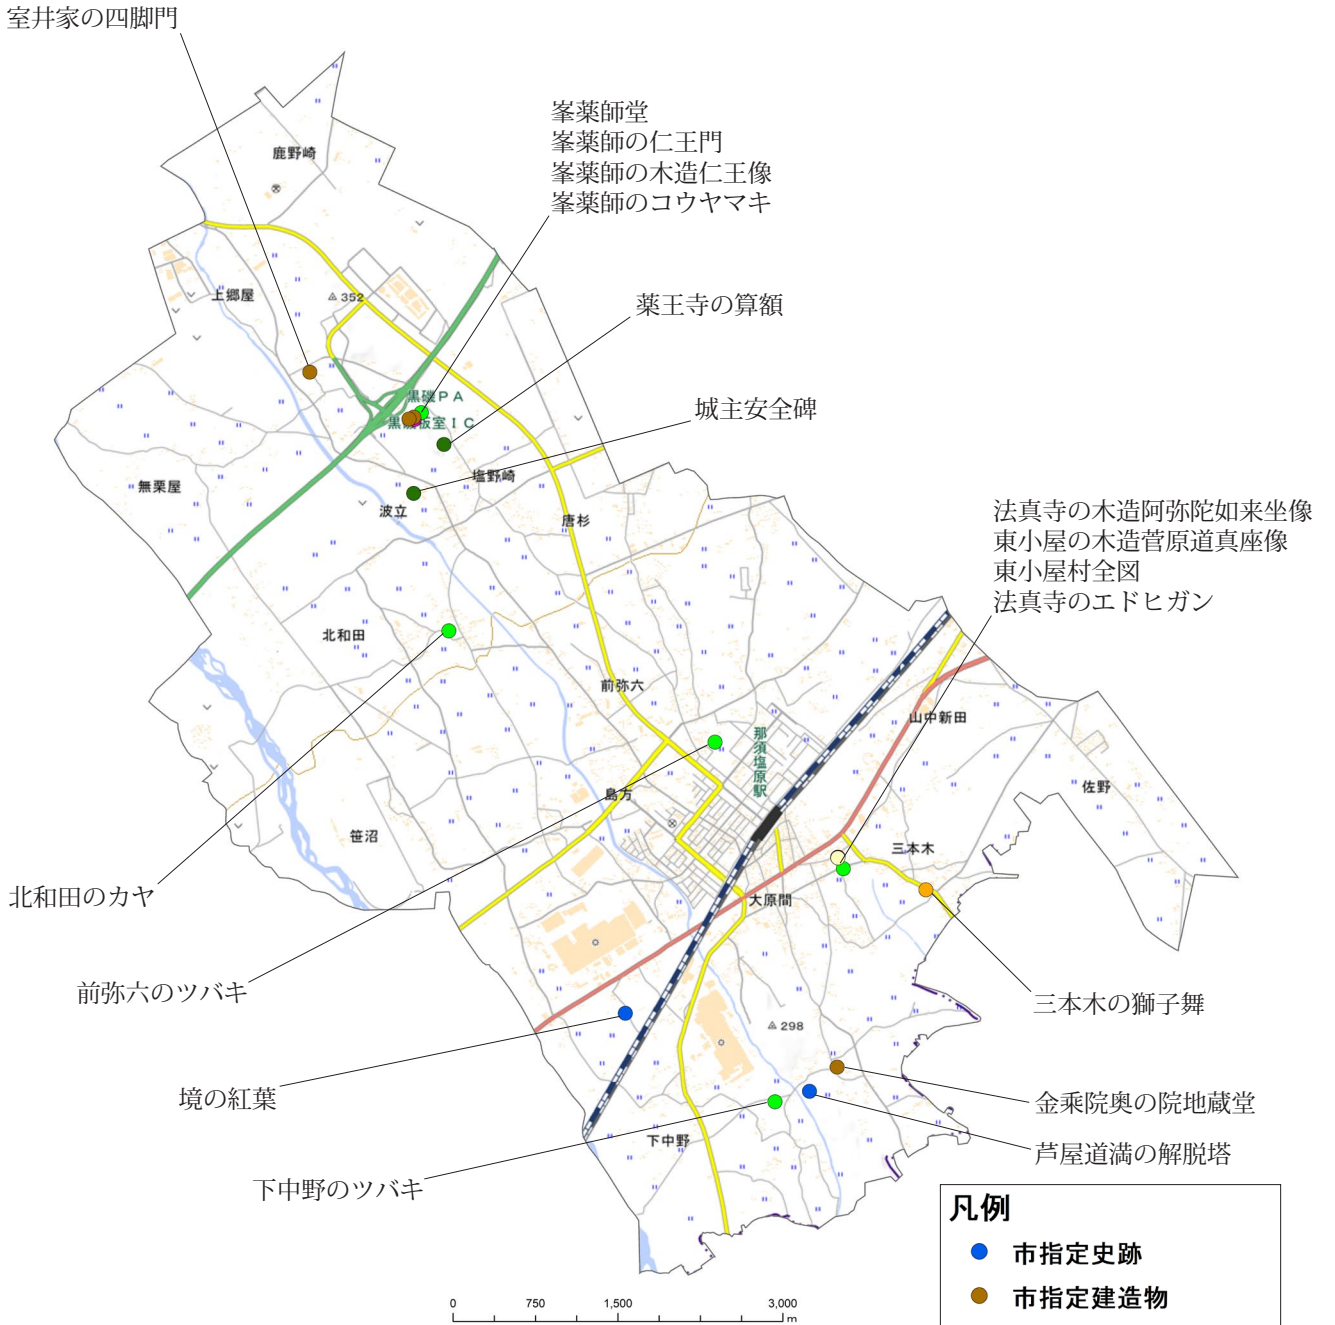 室井家の四脚門
峯薬師堂
峯薬師の仁王門
峯薬師の木造仁王像
峯薬師のコウヤマキ
鹿野崎
上郷屋
352
薬王寺の算額
黒磯PA
黒磯板室IC
城主安全碑
塩野崎
無栗屋
波立
唐杉
法真寺の木造阿弥陀如来坐像
東小屋の木造菅原道真座像
東小屋村全図
法真寺のエドヒガン
北和田
前弥六
山中新田
那須塩原駅
佐野
島方
笹沼
三本木
北和田のカヤ
大原間
前弥六のツバキ
三本木の獅子舞
298
境の紅葉
金乗院奥の院地蔵堂
下中野
芦屋道満の解脱塔
下中野のツバキ
凡例
市指定史跡
市指定建造物
0 750 1,500 3,000
m